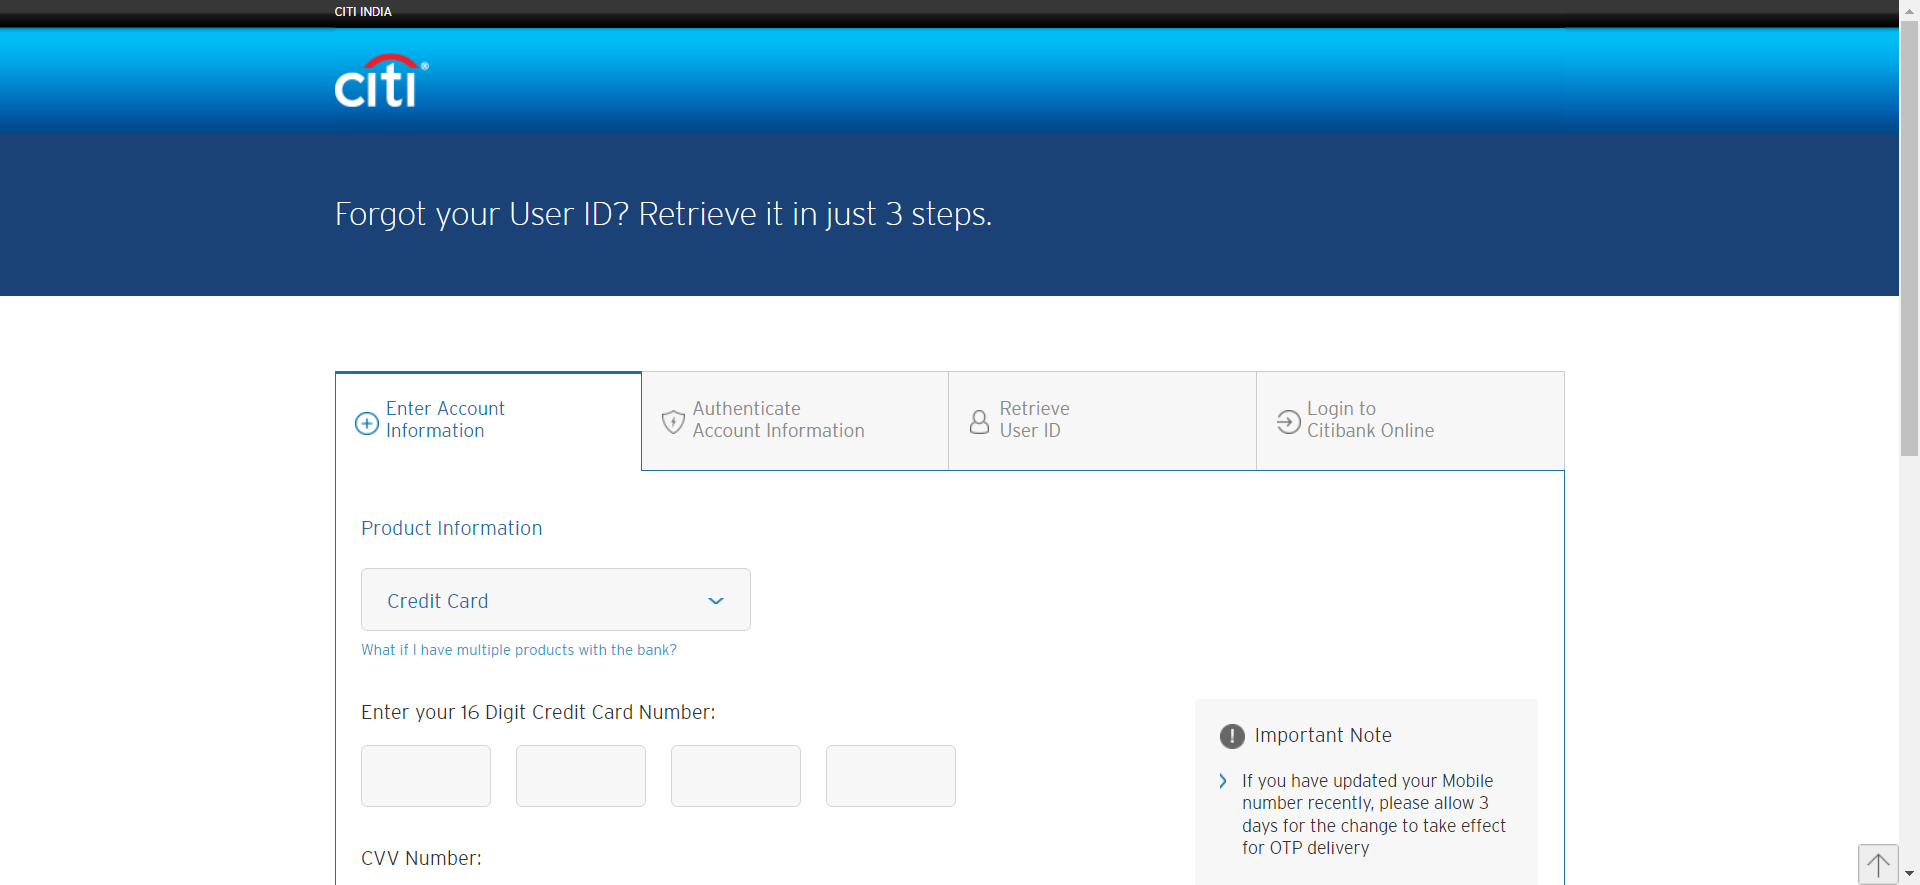 CITI INDIA
citi®
Forgot your User ID? Retrieve it in just 3 steps.
Enter Account
Information
Authenticate
Account Information
Retrieve
User ID
Login to
Citibank Online
Product Information
Credit Card
What if I have multiple products with the bank?
Enter your 16 Digit Credit Card Number:
CVV Number:
Important Note
If you have updated your Mobile
number recently, please allow 3
days for the change to take effect
for OTP delivery